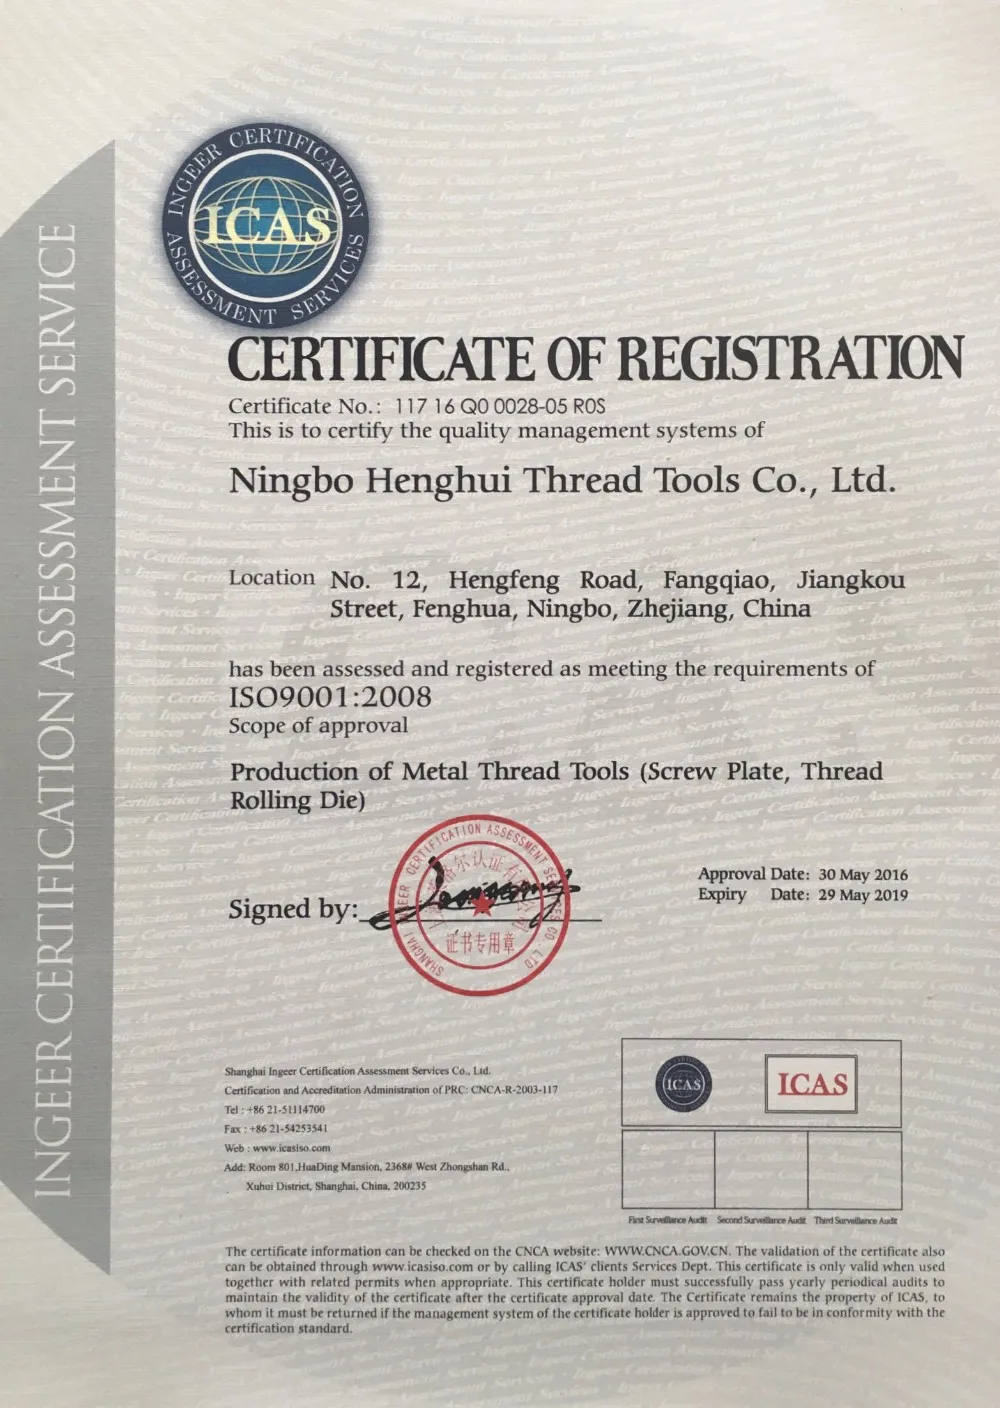 INGEER CERTIFICATION
ICAS
ASSESSMENT SERVICES
INGEER CERTIFICATION ASSESSMENT SERVICE
CERTIFICATE OF REGISTRATION
Certificate No.: 117 16 Q0 0028-05 R0S
This is to certify the quality management systems of
Ningbo Henghui Thread Tools Co., Ltd.
Location No. 12, Hengfeng Road, Fangqiao, Jiangkou
Street, Fenghua, Ningbo, Zhejiang, China
has been assessed and registered as meeting the requirements of
ISO9001:2008
Scope of approval
Production of Metal Thread Tools (Screw Plate, Thread
Rolling Die)
Approval Date: 30 May 2016
Expiry Date: 29 May 2019
Signed by:
SHANGHAI INGEER CERTIFICATION ASSESSMENT SERVICES CO., LTD
证书专用章
Shanghai Ingeer Certification Assessment Services Co., Ltd.
Certification and Accreditation Administration of PRC: CNCA-R-2003-117
Tel : +86 21-51114700
Fax : +86 21-54253541
Web : www.icasiso.com
Add: Room 801,HuaDing Mansion, 2368# West Zhongshan Rd.,
Xuhui District, Shanghai, China, 200235
ICAS
ICAS
First Surveillance Audit Second Surveillance Audit Third Surveillance Audit
The certificate information can be checked on the CNCA website: WWW.CNCA.GOV.CN. The validation of the certificate also
can be obtained through www.icasiso.com or by calling ICAS' clients Services Dept. This certificate is only valid when used
together with related permits when appropriate. This certificate holder must successfully pass yearly periodical audits to
maintain the validity of the certificate after the certificate approval date. The Certificate remains the property of ICAS, to
whom it must be returned if the management system of the certificate holder is approved to fail to be in conformity with the
certification standard.